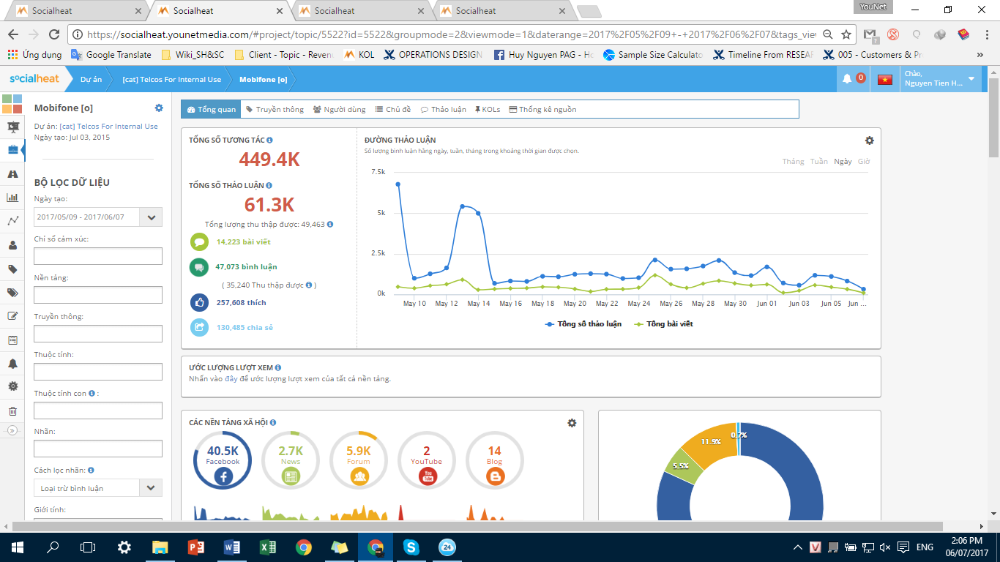 Socialheat
Socialheat
Socialheat
Socialheat
YouNet
https://socialheat.younetmedia.com/#project/topic/5522?id=5522&groupmode=2&viewmode=1&daterange=2017%2F05%2F09+-+2017%2F06%2F07&tags_view
Ứng dụng
Google Translate
Wiki_SH&SC
Client - Topic - Reven
KOL
OPERATIONS DESIGN
Huy Nguyen PAG - Ho
Sample Size Calculato
Timeline From RESEA
005 - Customers & Pr
»
socialheat
Dự án
[cat] Telcos For Internal Use
Mobifone [o]
0
Chào,
Nguyen Tien H...
Mobifone [o]
Dự án: [cat] Telcos For Internal Use
Ngày tạo: Jul 03, 2015
BỘ LỌC DỮ LIỆU
Ngày tạo:
2017/05/09 - 2017/06/07
Chỉ số cảm xúc:
Nền tảng:
Truyền thông:
Thuộc tính:
Thuộc tính con :
Nhãn:
Cách lọc nhãn:
Loại trừ bình luận
Giới tính:
Tổng quan
Truyền thông
Người dùng
Chủ đề
Thảo luận
KOLs
Thống kê nguồn
TỔNG SỐ TƯƠNG TÁC
449.4K
TỔNG SỐ THẢO LUẬN
61.3K
Tổng lượng thu thập được: 49,463
14,223 bài viết
47,073 bình luận
( 35,240 Thu thập được )
257,608 thích
130,485 chia sẻ
ĐƯỜNG THẢO LUẬN
Số lượng bình luận hằng ngày, tuần, tháng trong khoảng thời gian được chọn.
Tháng Tuần Ngày Giờ
7.5k
5k
2.5k
0k
May 10 May 12 May 14 May 16 May 18 May 20 May 22 May 24 May 26 May 28 May 30 Jun 01 Jun 03 Jun 05 Jun ...
Tổng số thảo luận Tổng bài viết
ƯỚC LƯỢNG LƯỢT XEM
Nhấn vào đây để ước lượng lượt xem của tất cả nền tảng.
CÁC NỀN TẢNG XÃ HỘI
40.5K
Facebook
2.7K
News
5.9K
Forum
2
YouTube
14
Blog
11.9%
0.7%
5.5%
24
ENG
2:06 PM
06/07/2017